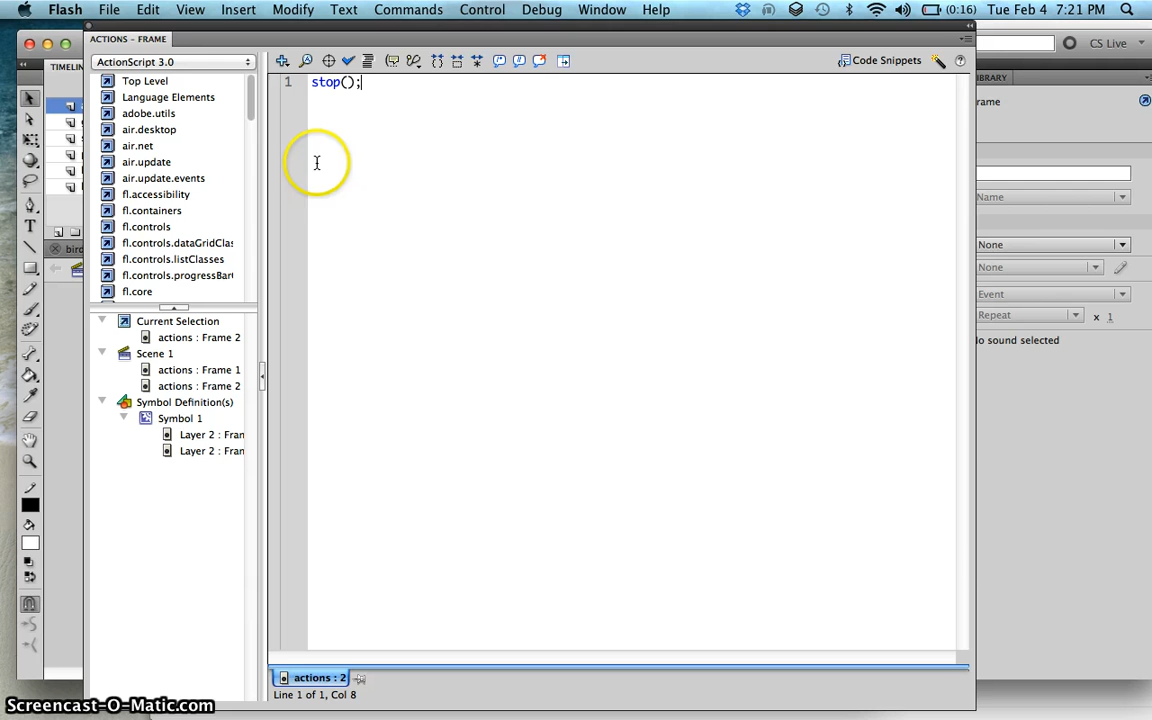 Flash File Edit View Insert Modify Text Commands Control Debug Window Help (0:16) Tue Feb 4 7:21 PM
ACTIONS – FRAME
CS Live
TIMELIN
ActionScript 3.0
Code Snippets
IBRARY
Top Level
1 stop();
Language Elements
rame
adobe.utils
air.desktop
air.net
air.update
air.update.events
fl.accessibility
Name
fl.containers
fl.controls
fl.controls.dataGridClas
bird
None
fl.controls.listClasses
None
fl.controls.progressBar
fl.core
Event
Repeat x 1
Current Selection
actions : Frame 2
lo sound selected
Scene 1
actions : Frame 1
actions : Frame 2
Symbol Definition(s)
Symbol 1
Layer 2 : Fran
Layer 2 : Fran
actions : 2
Line 1 of 1, Col 8
Screencast-O-Matic.com